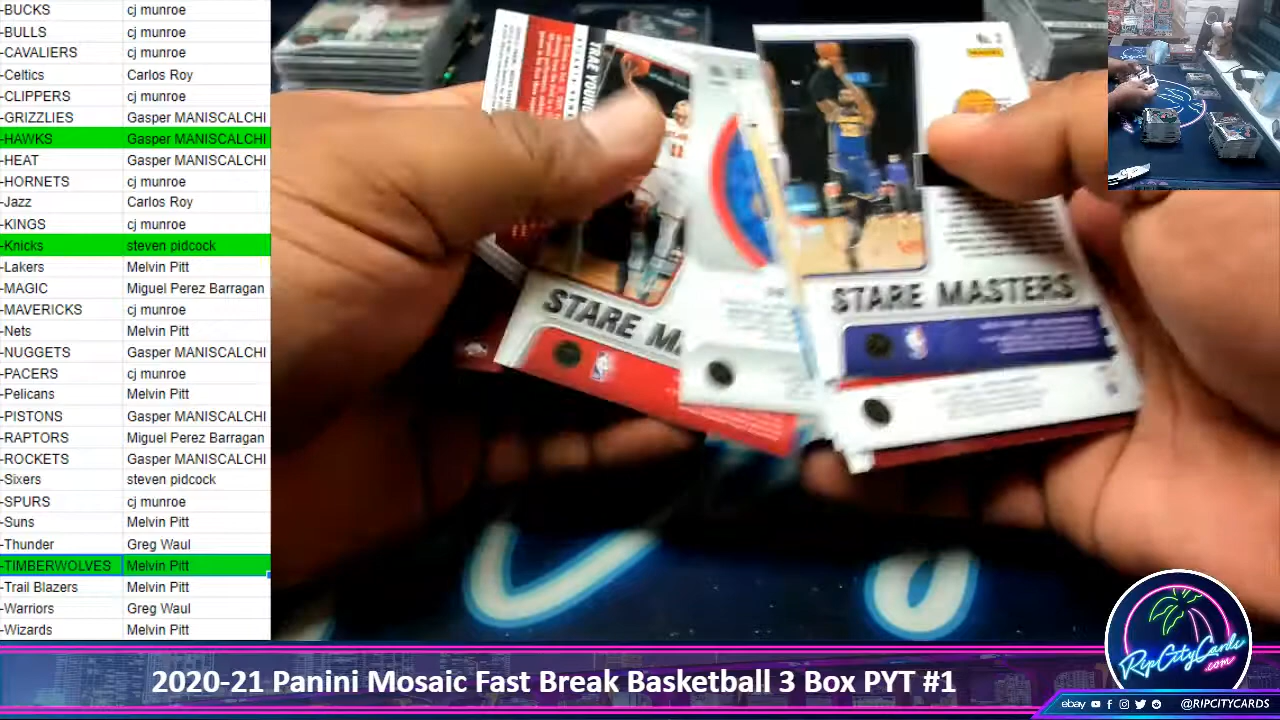 -BUCKS cj munroe
-BULLS cj munroe
-CAVALIERS cj munroe
-Celtics Carlos Roy
-CLIPPERS cj munroe
-GRIZZLIES Gasper MANISCALCHI
-HAWKS Gasper MANISCALCHI
-HEAT Gasper MANISCALCHI
-HORNETS cj munroe
-Jazz Carlos Roy
-KINGS cj munroe
-Knicks steven pidcock
-Lakers Melvin Pitt
-MAGIC Miguel Perez Barragan
-MAVERICKS cj munroe
-Nets Melvin Pitt
-NUGGETS Gasper MANISCALCHI
-PACERS cj munroe
-Pelicans Melvin Pitt
-PISTONS Gasper MANISCALCHI
-RAPTORS Miguel Perez Barragan
-ROCKETS Gasper MANISCALCHI
-Sixers steven pidcock
-SPURS cj munroe
-Suns Melvin Pitt
-Thunder Greg Waul
-TIMBERWOLVES Melvin Pitt
-Trail Blazers Melvin Pitt
-Warriors Greg Waul
-Wizards Melvin Pitt
TRAE YOUNG
STARE MA
STARE MASTERS
2020-21 Panini Mosaic Fast Break Basketball 3 Box PYT #1
RipCityCards
.com
ebay @RIPCITYCARDS